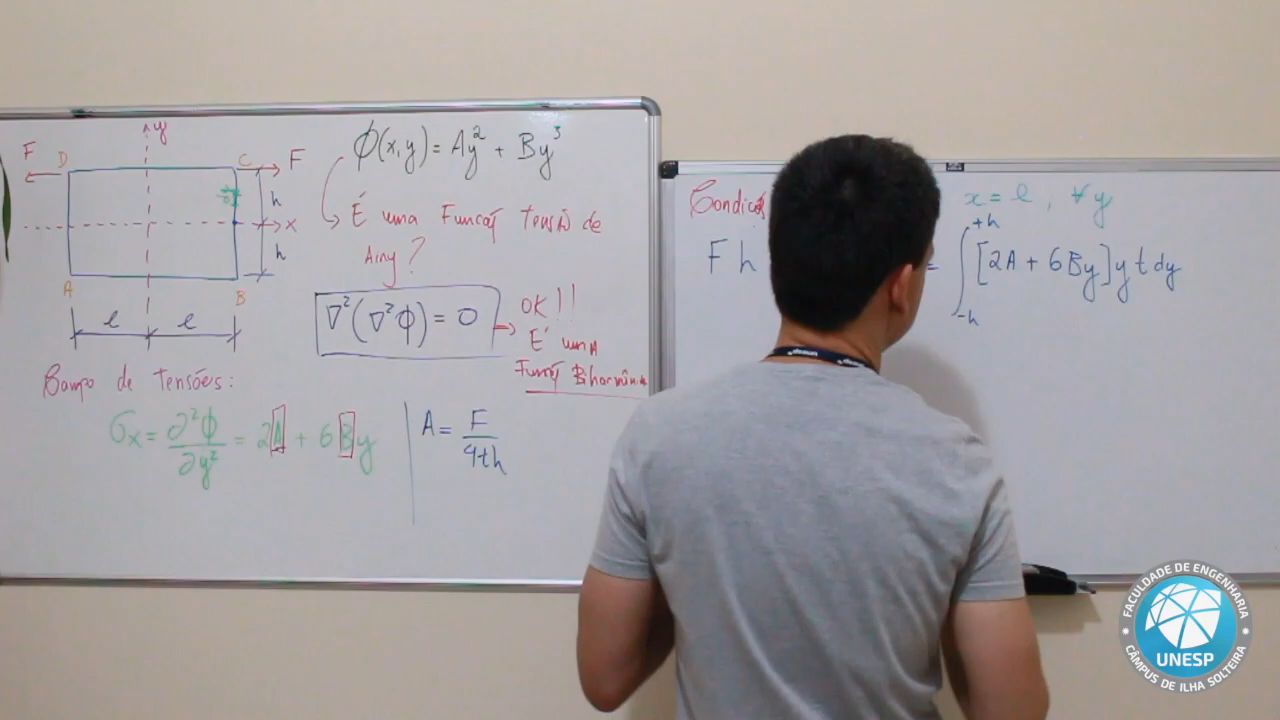 y
F
D
C
F
h
x
h
A
B
l
l
ϕ(x,y) = Ay² + By³
É uma Função Tensão de
Airy?
∇²(∇²ϕ) = 0
OK!!
É uma
Função Biharmônica
Campo de Tensões:
σx = ∂²ϕ/∂y² = 2A + 6By
A = F/4th
x = l, ∀y
F h
= ∫_{-h}^{+h} [2A + 6By] y t dy
unesp
FACULDADE DE ENGENHARIA
UNESP
CÂMPUS DE ILHA SOLTEIRA